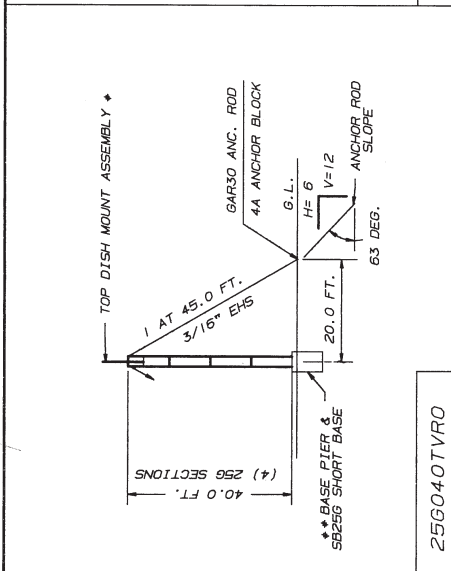 TOP DISH MOUNT ASSEMBLY *
1 AT 45.0 FT.
3/16" EHS
GAR30 ANC. ROD
4A ANCHOR BLOCK
G.L.
H= 6
V=12
ANCHOR ROD
SLOPE
63 DEG.
20.0 FT.
40.0 FT.
(4) 25G SECTIONS
** BASE PIER &
SB25G SHORT BASE
25G040TVR0